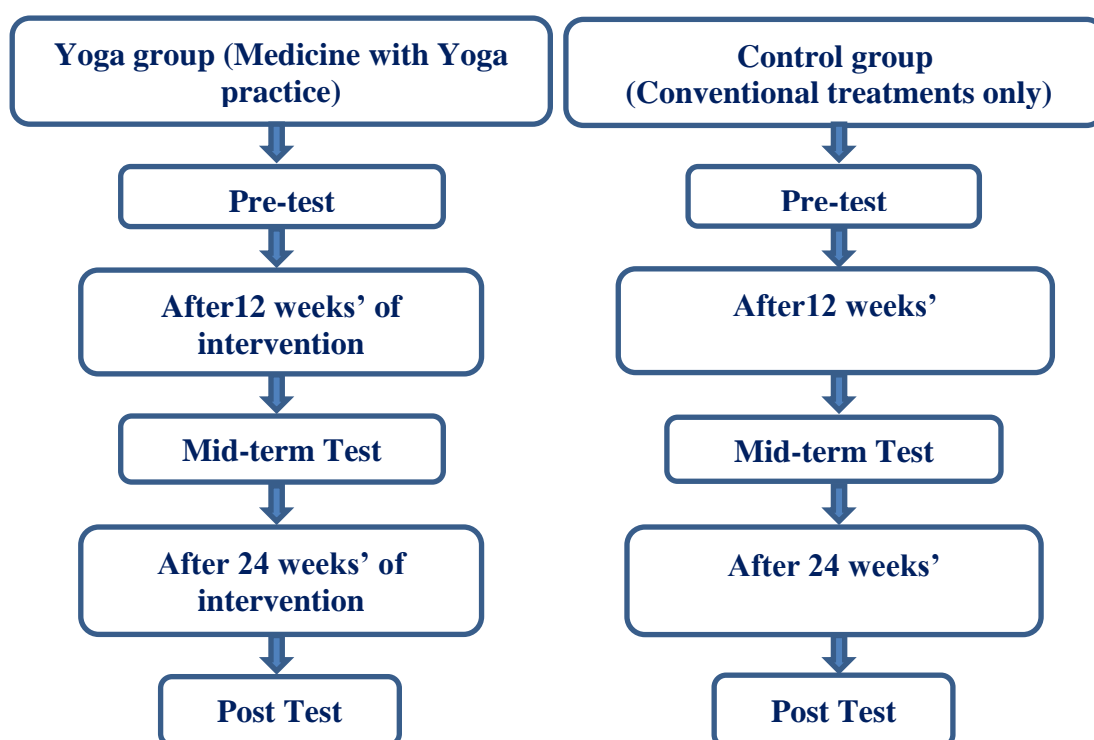 Yoga group (Medicine with Yoga
practice)
Pre-test
After12 weeks’ of
intervention
Mid-term Test
After 24 weeks’ of
intervention
Post Test
Control group
(Conventional treatments only)
Pre-test
After12 weeks’
Mid-term Test
After 24 weeks’
Post Test